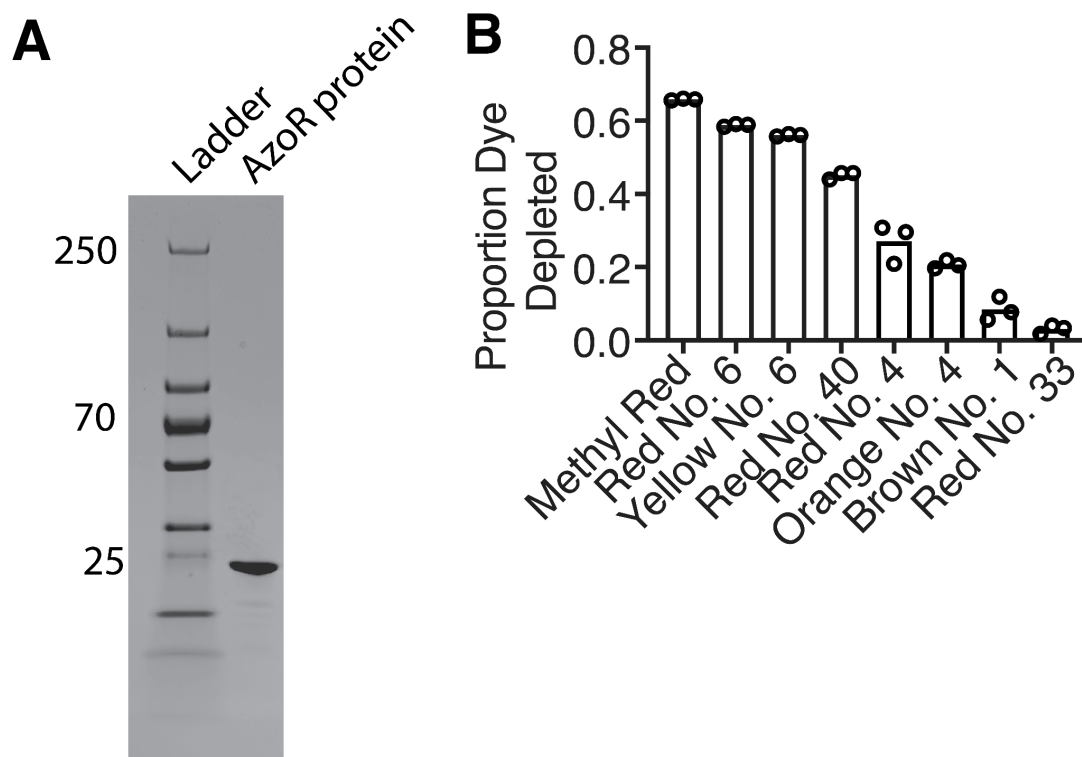 A
Ladder
AzoR protein
250
70
25
B
Proportion Dye
Depleted
0.8
0.6
0.4
0.2
0.0
Methyl Red
Red No. 6
Yellow No. 6
Red No. 40
Red No. 4
Orange No. 4
Brown No. 1
Red No. 33